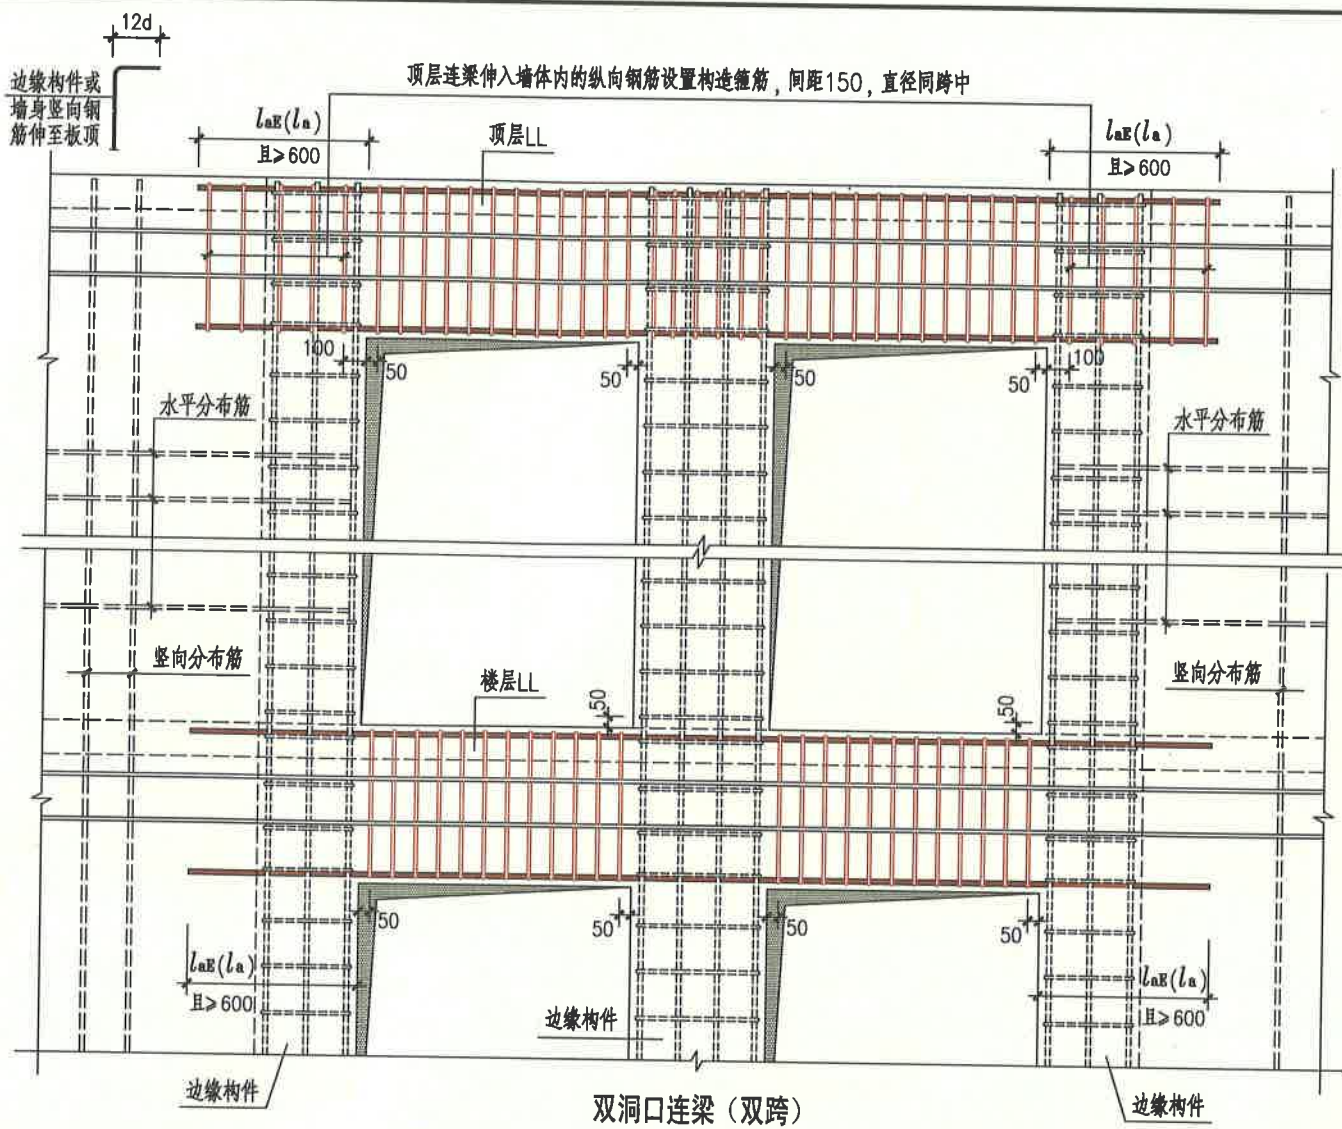 12d
边缘构件或
墙身竖向钢
筋伸至板顶
顶层连梁伸入墙体内的纵向钢筋设置构造箍筋，间距150，直径同跨中
laE(la)
且≥600
顶层LL
laE(la)
且≥600
100
50
50
50
50
100
水平分布筋
水平分布筋
竖向分布筋
楼层LL
50
50
竖向分布筋
50
50
50
50
laE(la)
且≥600
边缘构件
laE(la)
且≥600
边缘构件
双洞口连梁（双跨）
边缘构件